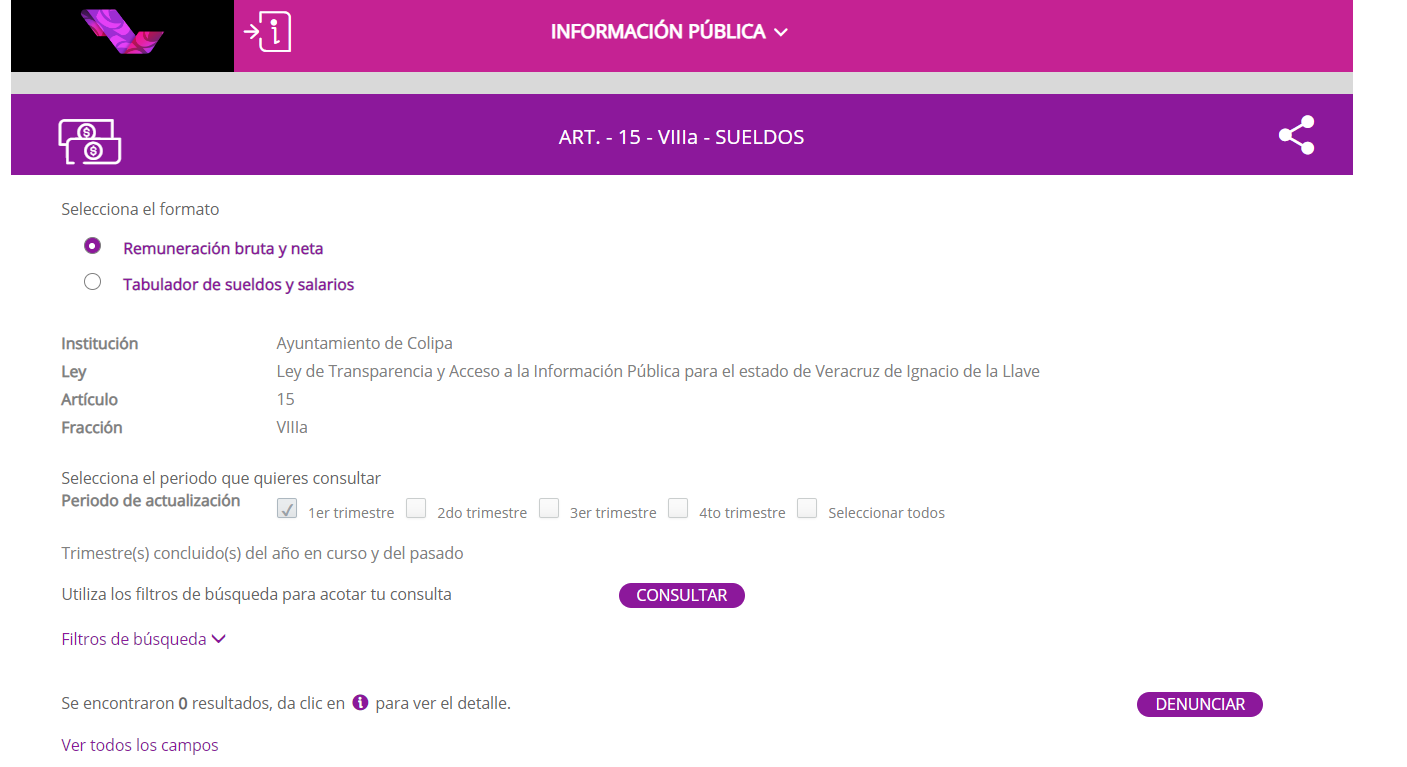 INFORMACIÓN PÚBLICA
ART. - 15 - VIIIa - SUELDOS
Selecciona el formato
Remuneración bruta y neta
Tabulador de sueldos y salarios
Institución Ayuntamiento de Colipa
Ley Ley de Transparencia y Acceso a la Información Pública para el estado de Veracruz de Ignacio de la Llave
Artículo 15
Fracción VIIIa
Selecciona el periodo que quieres consultar
Periodo de actualización 1er trimestre 2do trimestre 3er trimestre 4to trimestre Seleccionar todos
Trimestre(s) concluido(s) del año en curso y del pasado
Utiliza los filtros de búsqueda para acotar tu consulta CONSULTAR
Filtros de búsqueda
Se encontraron 0 resultados, da clic en i para ver el detalle. DENUNCIAR
Ver todos los campos